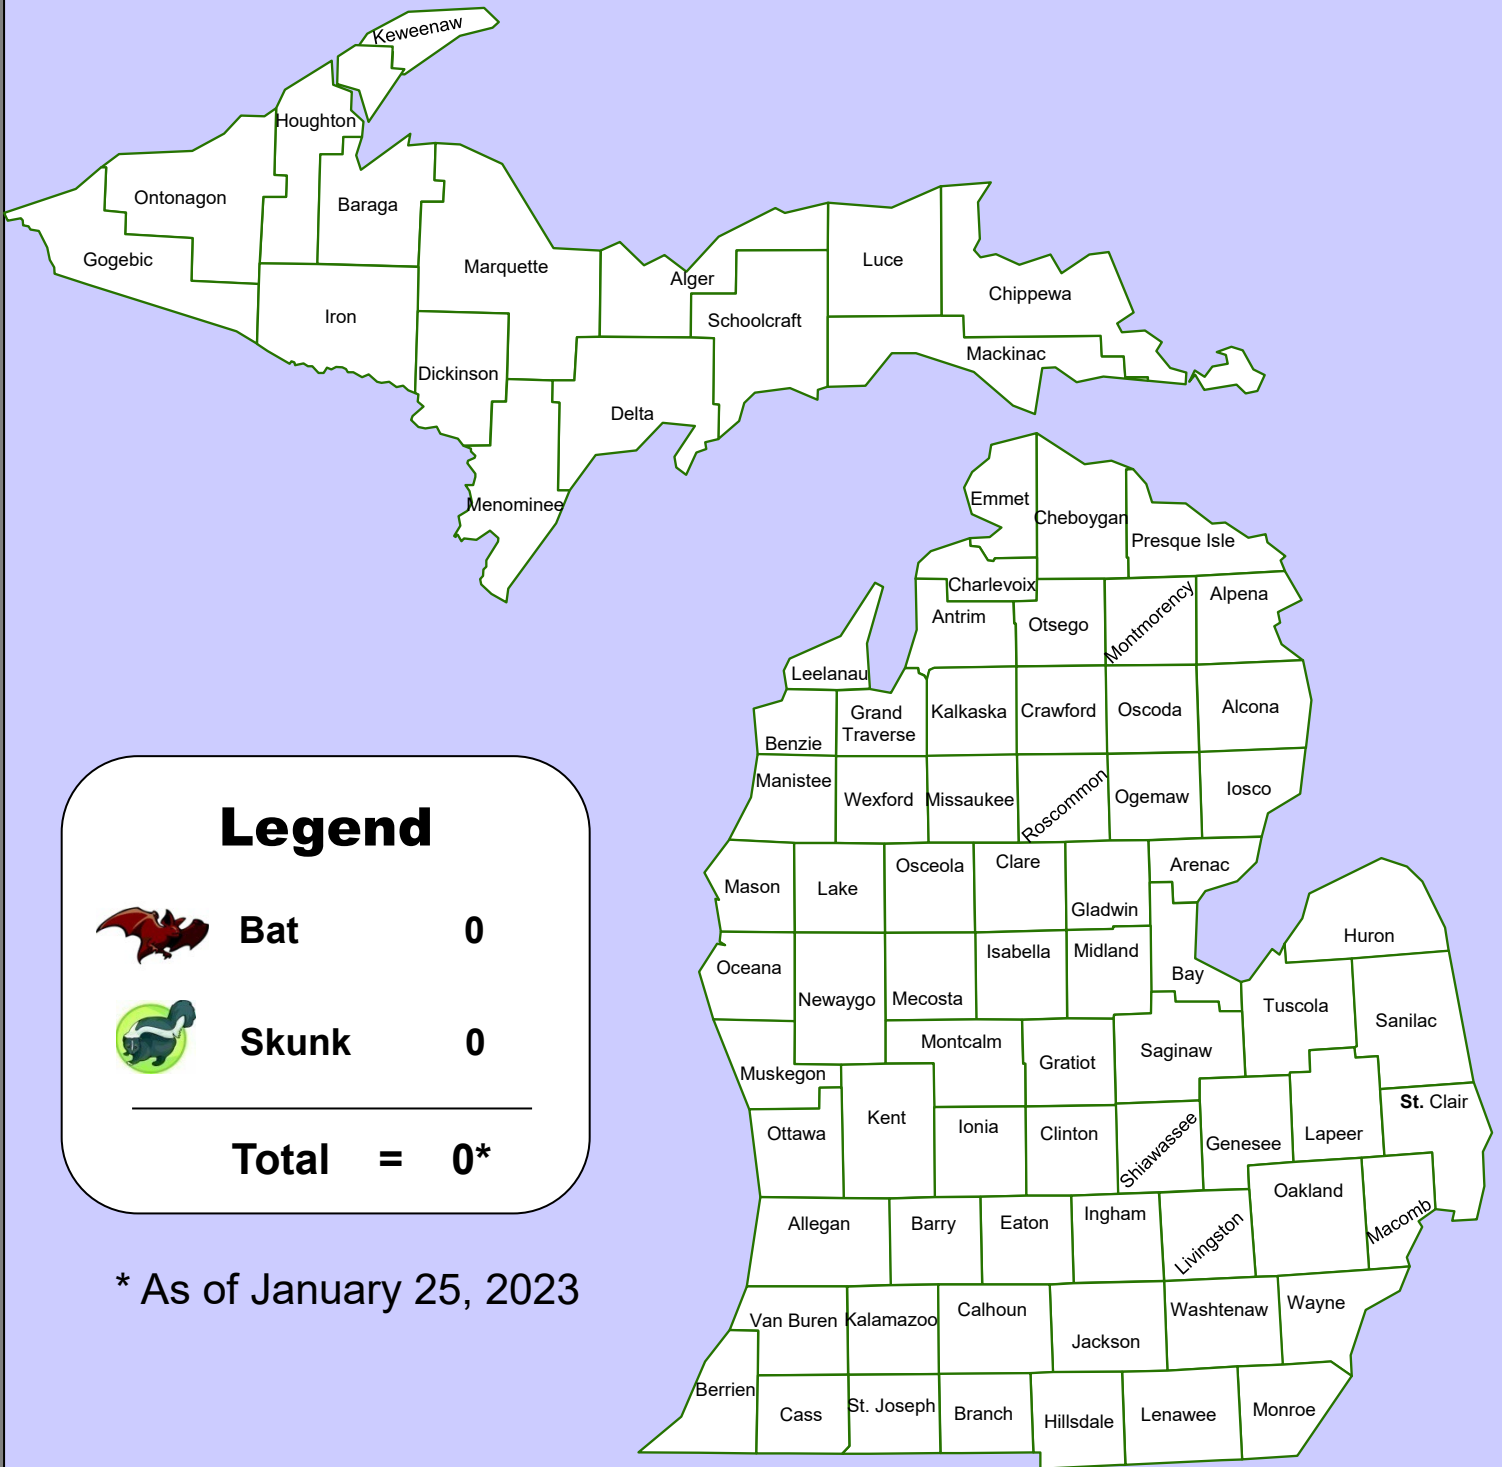 Keweenaw
Houghton
Ontonagon
Baraga
Gogebic
Marquette
Luce
Alger
Chippewa
Iron
Schoolcraft
Mackinac
Dickinson
Delta
Menominee
Emmet
Cheboygan
Presque Isle
Charlevoix
Antrim
Otsego
Montmorency
Alpena
Leelanau
Benzie
Grand
Traverse
Kalkaska
Crawford
Oscoda
Alcona
Manistee
Wexford
Missaukee
Roscommon
Ogemaw
Iosco
Mason
Lake
Osceola
Clare
Gladwin
Arenac
Huron
Oceana
Newaygo
Mecosta
Isabella
Midland
Bay
Tuscola
Sanilac
Muskegon
Montcalm
Gratiot
Saginaw
Ottawa
Kent
Ionia
Clinton
Shiawassee
Genesee
Lapeer
St. Clair
Allegan
Barry
Eaton
Ingham
Livingston
Oakland
Macomb
Van Buren
Kalamazoo
Calhoun
Jackson
Washtenaw
Wayne
Berrien
Cass
St. Joseph
Branch
Hillsdale
Lenawee
Monroe
Legend
Bat 0
Skunk 0
Total = 0*
* As of January 25, 2023